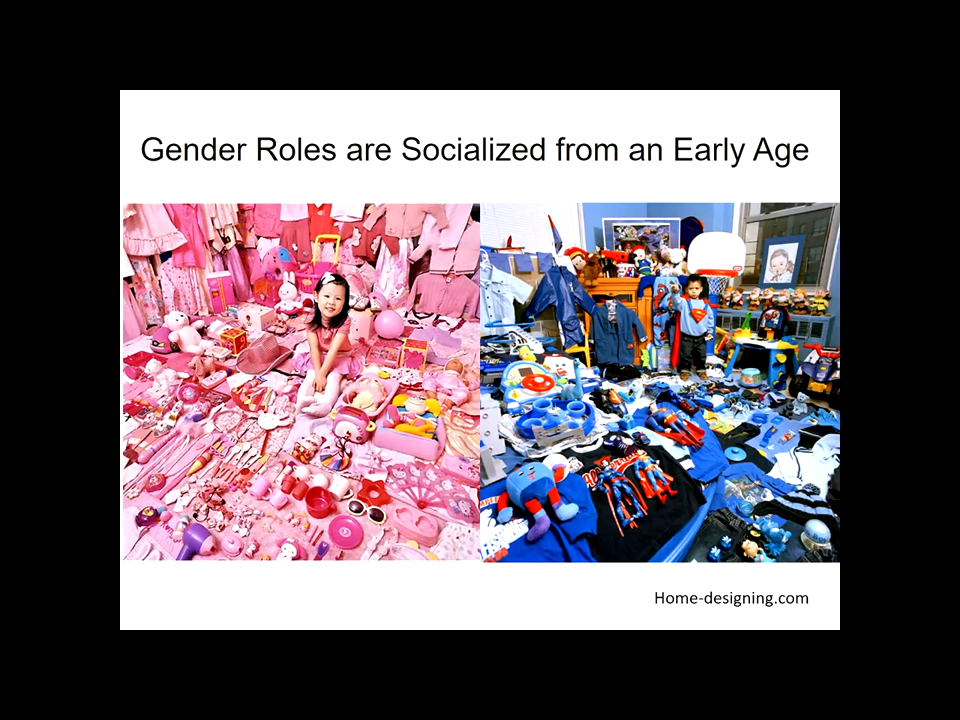 Gender Roles are Socialized from an Early Age
Home-designing.com